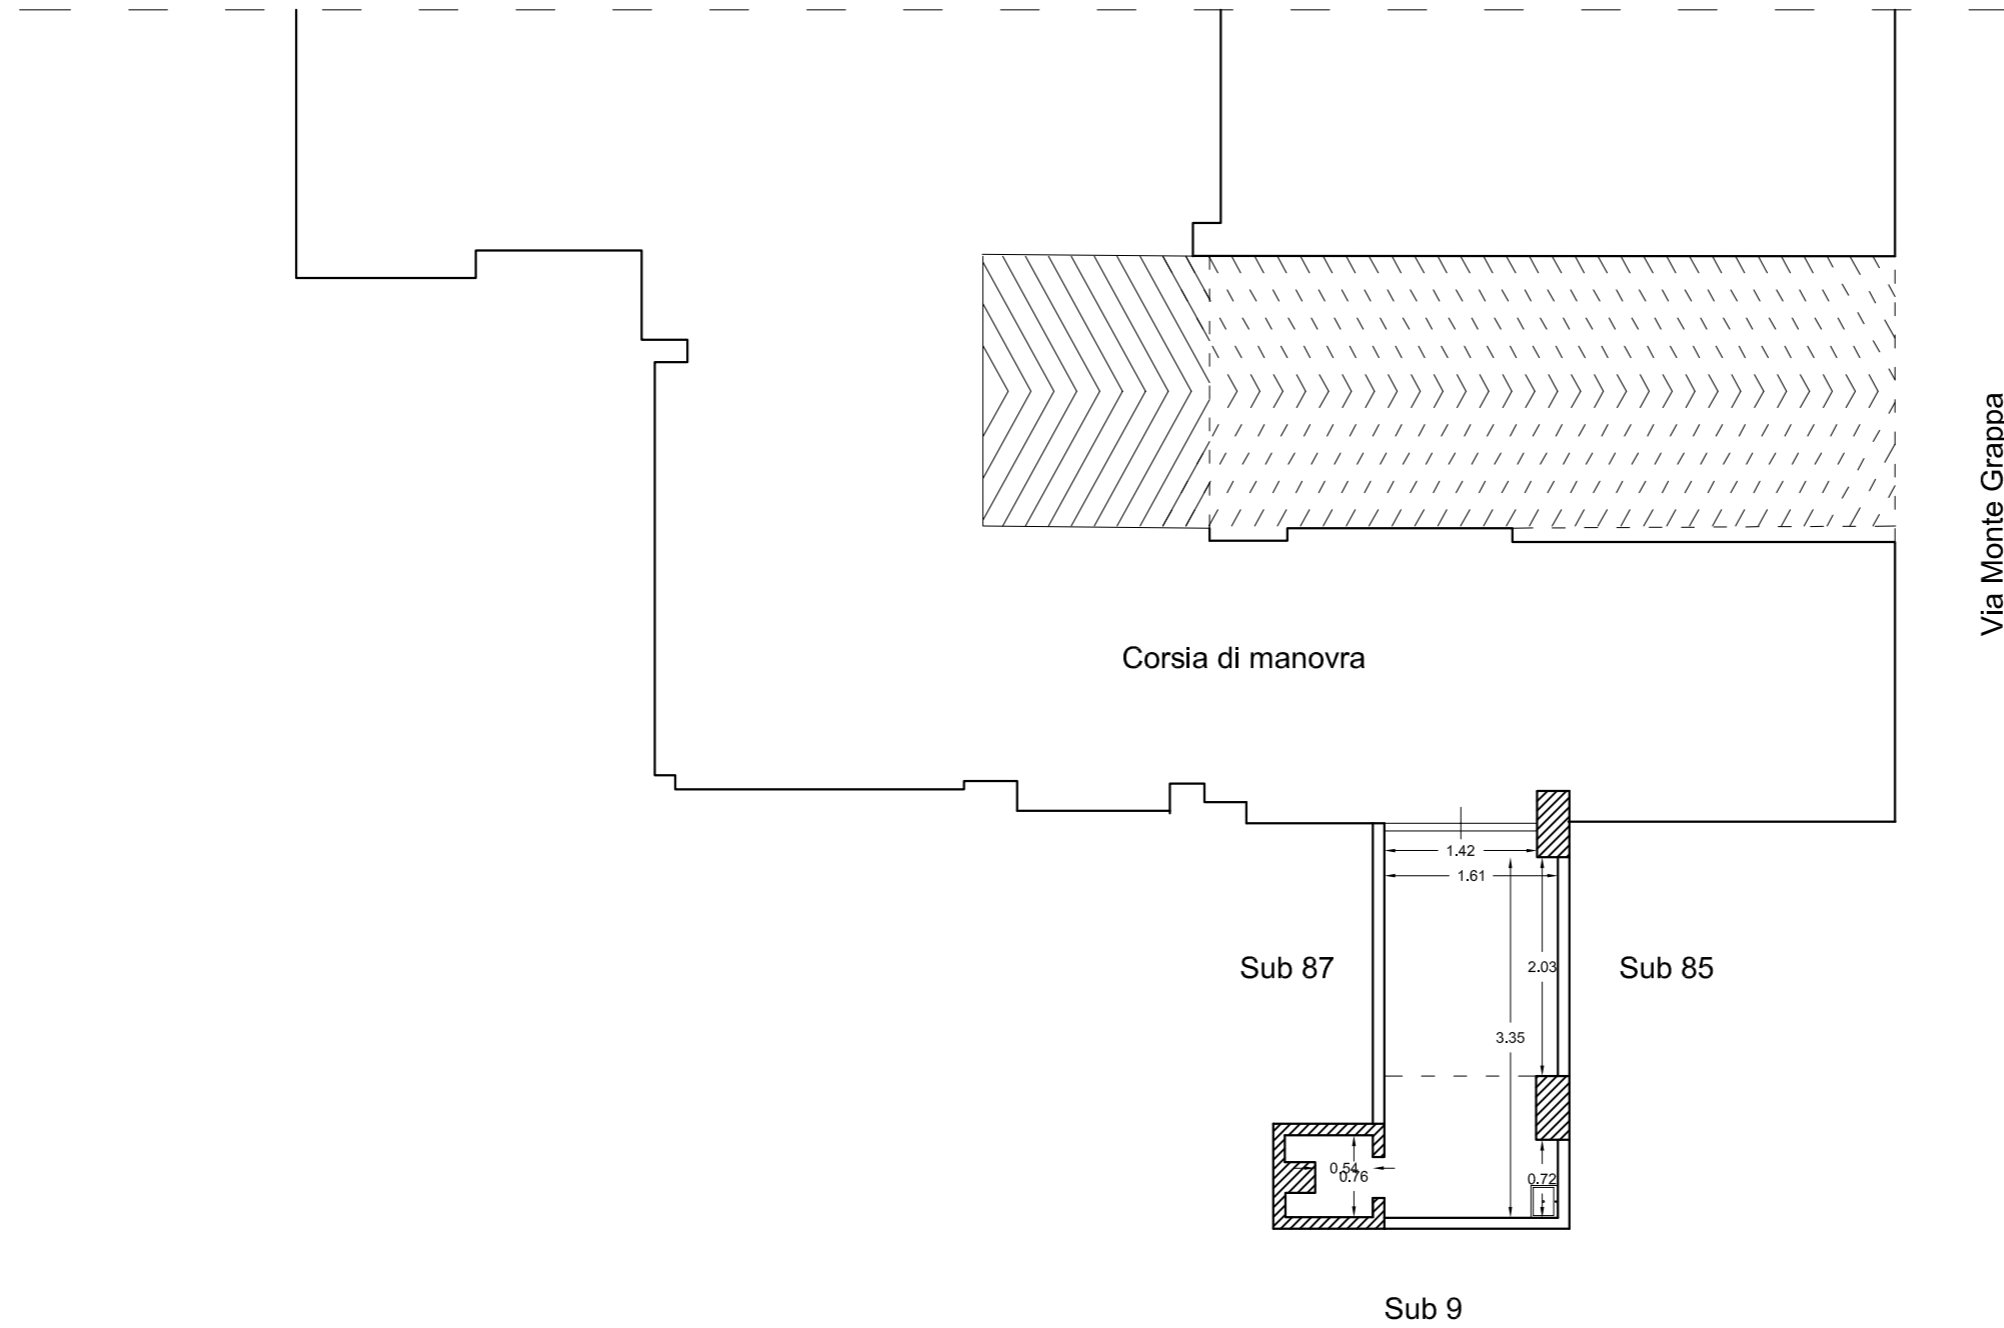 Via Monte Grappa
Corsia di manovra
1.42
1.61
Sub 87
2.03
Sub 85
3.35
0.54
0.76
0.72
Sub 9